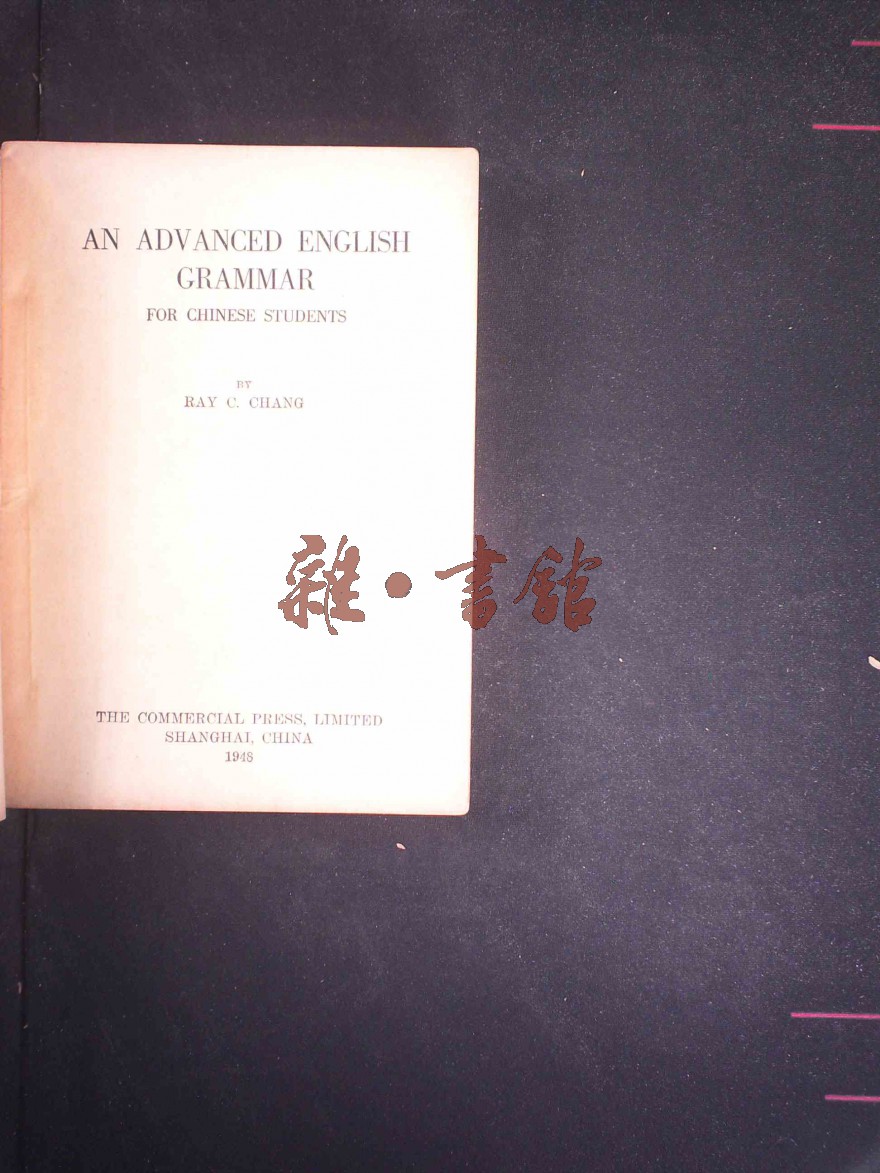 AN ADVANCED ENGLISH
GRAMMAR
FOR CHINESE STUDENTS
BY
RAY C. CHANG
雜·書館
THE COMMERCIAL PRESS, LIMITED
SHANGHAI, CHINA
1948